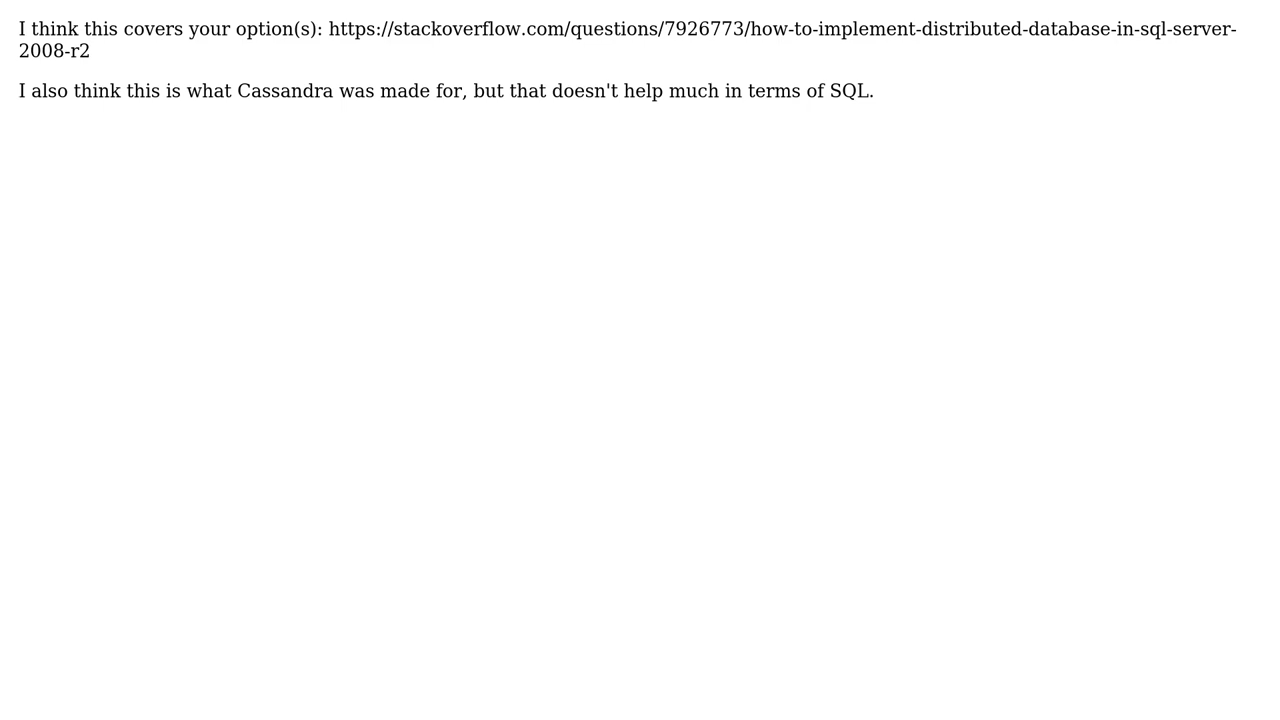 I think this covers your option(s): https://stackoverflow.com/questions/7926773/how-to-implement-distributed-database-in-sql-server-
2008-r2
I also think this is what Cassandra was made for, but that doesn't help much in terms of SQL.